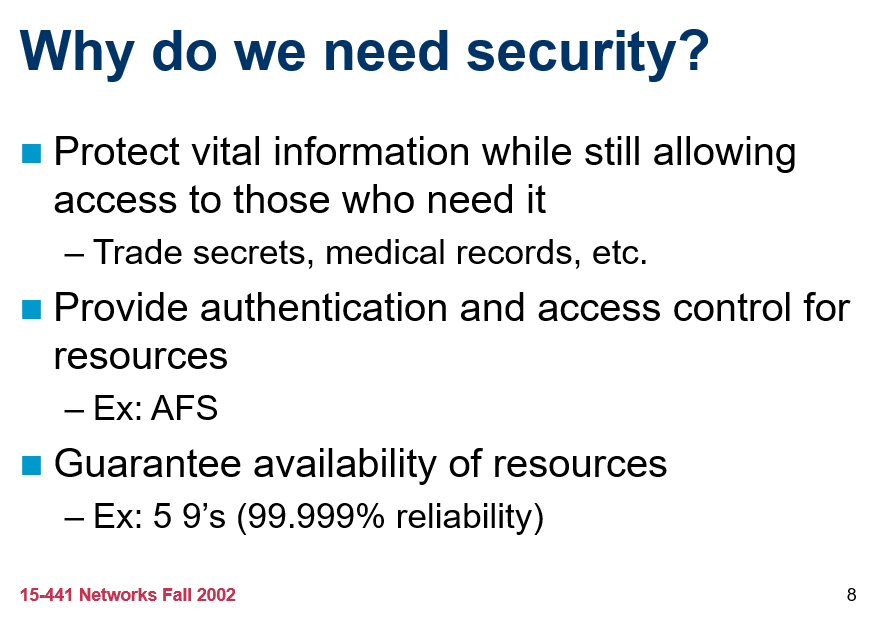 Why do we need security?
Protect vital information while still allowing
access to those who need it
– Trade secrets, medical records, etc.
Provide authentication and access control for
resources
– Ex: AFS
Guarantee availability of resources
– Ex: 5 9’s (99.999% reliability)
15-441 Networks Fall 2002
8